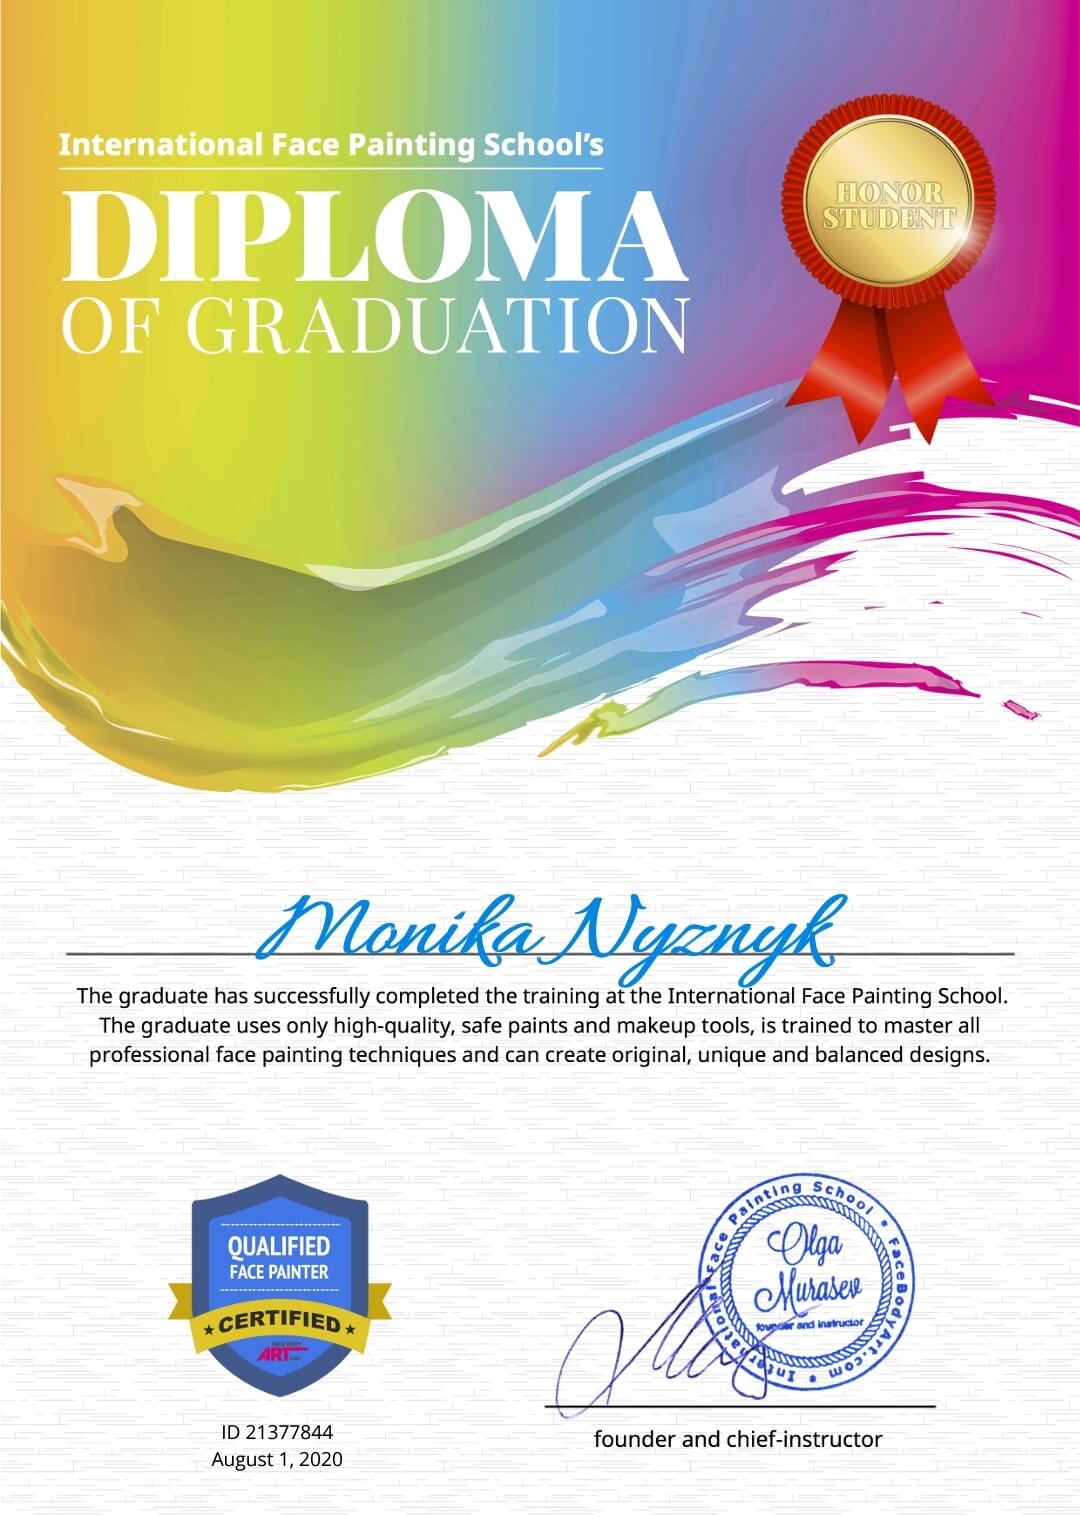 International Face Painting School’s
DIPLOMA
OF GRADUATION
HONOR
STUDENT
Monika Nyznyk
The graduate has successfully completed the training at the International Face Painting School.
The graduate uses only high-quality, safe paints and makeup tools, is trained to master all
professional face painting techniques and can create original, unique and balanced designs.
QUALIFIED
FACE PAINTER
CERTIFIED
FACE BODY
ART.com
ID 21377844
August 1, 2020
International Face Painting School • FaceBodyArt.com •
Olga
Murasev
founder and instructor
founder and chief-instructor